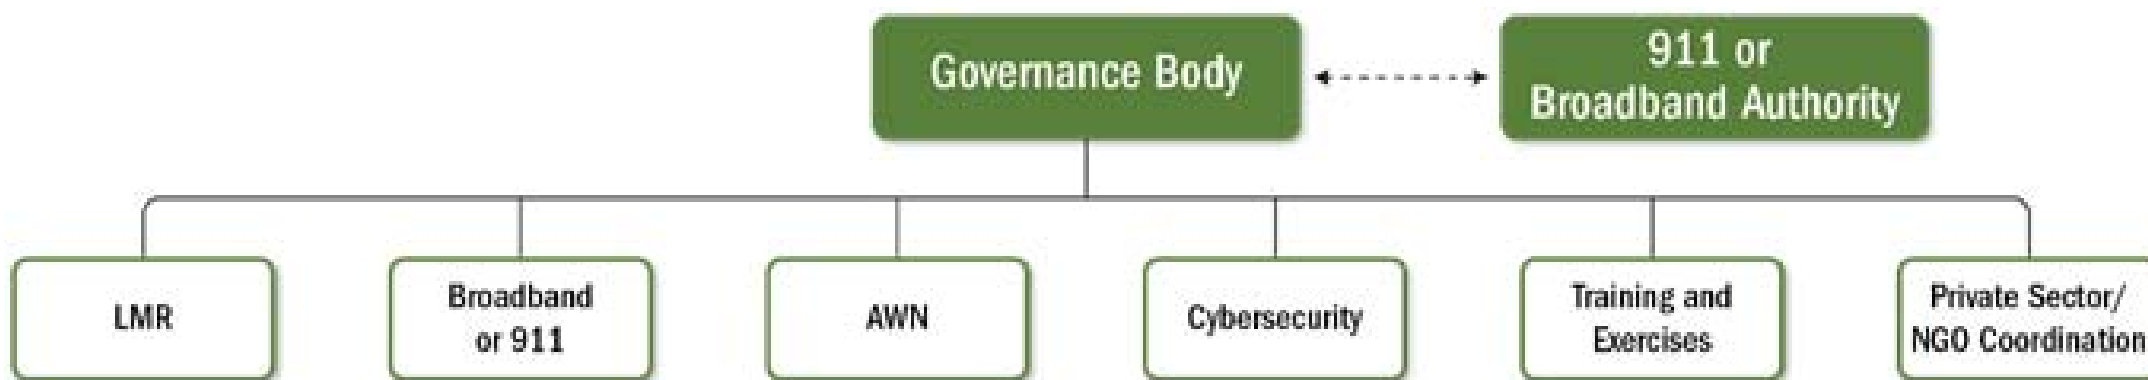 Governance Body
911 or
Broadband Authority
LMR
Broadband
or 911
AWN
Cybersecurity
Training and
Exercises
Private Sector/
NGO Coordination